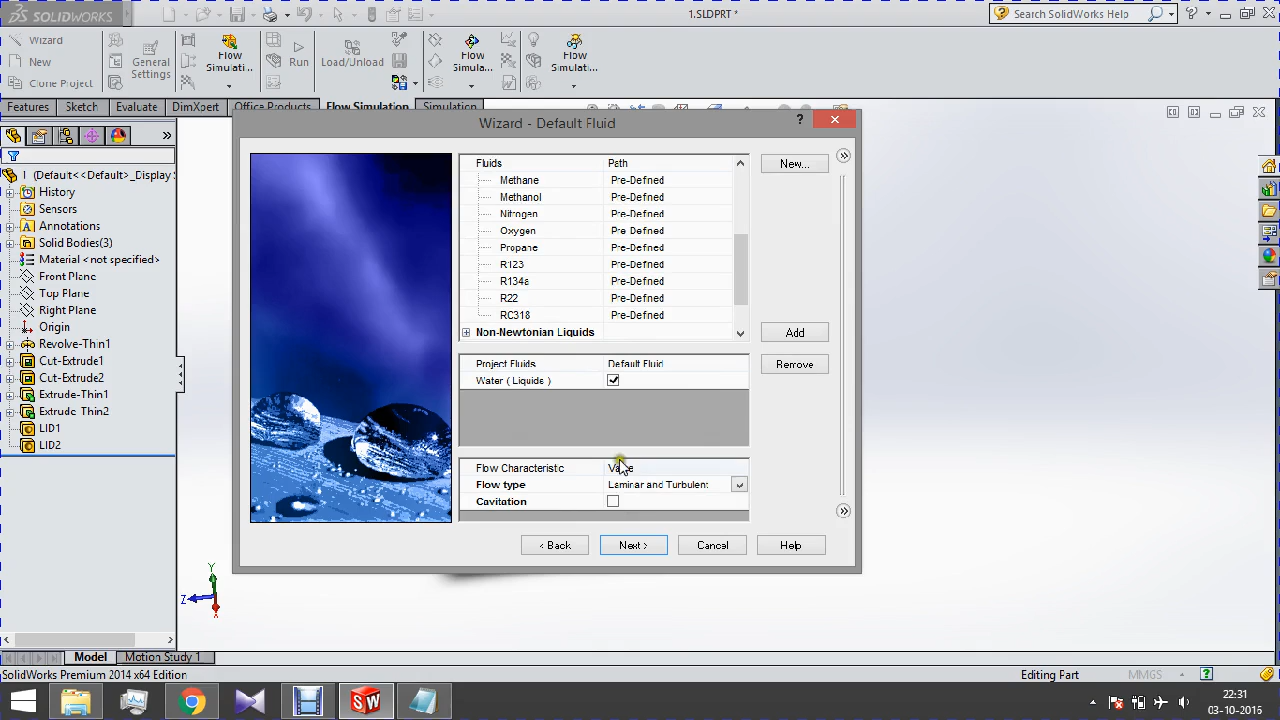 SOLIDWORKS
1.SLDPRT *
Search SolidWorks Help
Wizard
New
Clone Project
General Settings
Flow Simulati...
Run
Load/Unload
Flow Simula...
Flow Simulati...
Features
Sketch
Evaluate
DimXpert
Office Products
Flow Simulation
Simulation
Wizard - Default Fluid
1 (Default<<Default>_Display S
History
Sensors
Annotations
Solid Bodies(3)
Material <not specified>
Front Plane
Top Plane
Right Plane
Origin
Revolve-Thin1
Cut-Extrude1
Cut-Extrude2
Extrude-Thin1
Extrude-Thin2
LID1
LID2
Fluids Path
Methane Pre-Defined
Methanol Pre-Defined
Nitrogen Pre-Defined
Oxygen Pre-Defined
Propane Pre-Defined
R123 Pre-Defined
R134a Pre-Defined
R22 Pre-Defined
RC318 Pre-Defined
Non-Newtonian Liquids
New...
Add
Remove
Project Fluids Default Fluid
Water ( Liquids )
Flow Characteristic Value
Flow type Laminar and Turbulent
Cavitation
< Back
Next >
Cancel
Help
Y
Z
X
Model
Motion Study 1
SolidWorks Premium 2014 x64 Edition
Editing Part
MMGS
22:31
03-10-2016